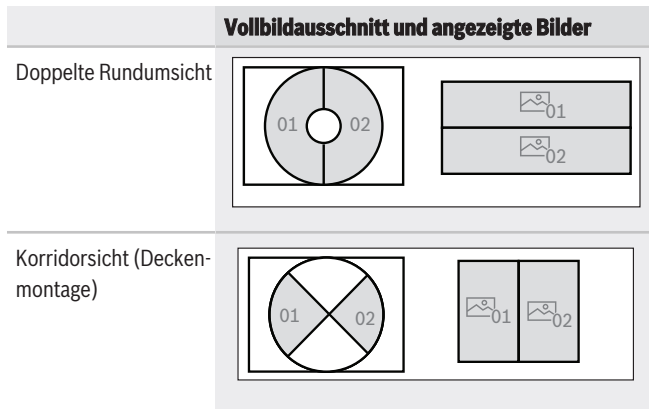 Vollbildausschnitt und angezeigte Bilder
Doppelte Rundumsicht
01 02
01
02
Korridorsicht (Decken-
montage)
01 02
01 02